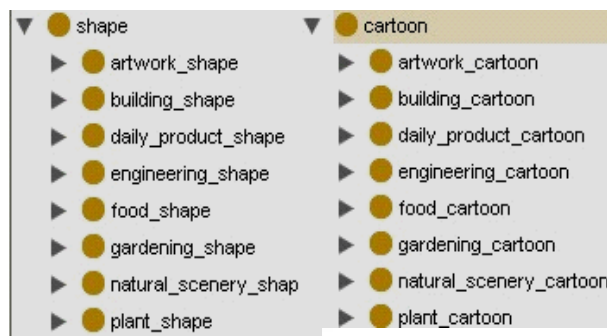 shape
artwork_shape
building_shape
daily_product_shape
engineering_shape
food_shape
gardening_shape
natural_scenery_shap
plant_shape
cartoon
artwork_cartoon
building_cartoon
daily_product_cartoon
engineering_cartoon
food_cartoon
gardening_cartoon
natural_scenery_cartoon
plant_cartoon